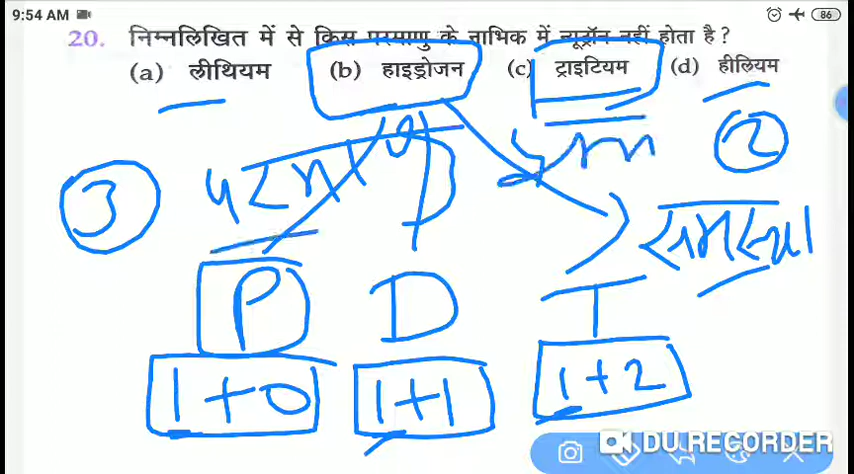 9:54 AM 86
20. निम्नलिखित में से किस परमाणु के नाभिक में न्यूट्रॉन नहीं होता है ?
(a) लीथियम (b) हाइड्रोजन (c) ट्राइटियम (d) हीलियम
3 परमाणु 2
समस्या
P D T
1+0 1+1 1+2
DU RECORDER